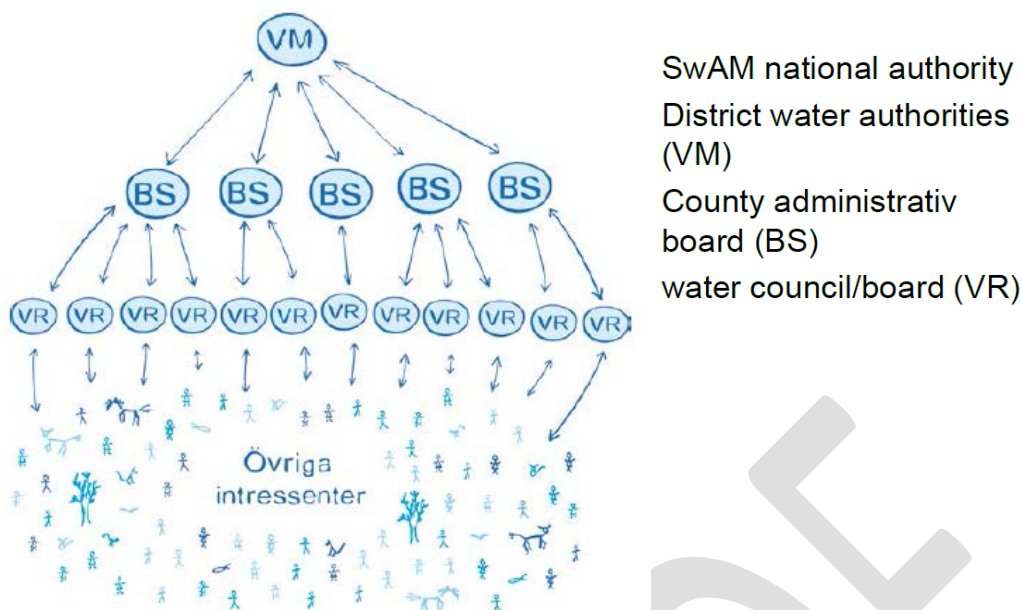 VM
SwAM national authority
District water authorities
(VM)
County administrativ
board (BS)
water council/board (VR)
BS BS BS BS BS
VR VR VR VR VR VR VR VR VR VR VR VR
Övriga
intressenter